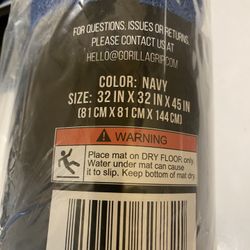 FOR QUESTIONS, ISSUES OR RETURNS,
PLEASE CONTACT US AT
HELLO@GORILLAGRIP.COM
COLOR: NAVY
SIZE: 32 IN X 32 IN X 45 IN
(81 CM X 81 CM X 144 CM)
WARNING
Place mat on DRY FLOOR only.
Water under mat can cause
it to slip. Keep bottom of mat dry.